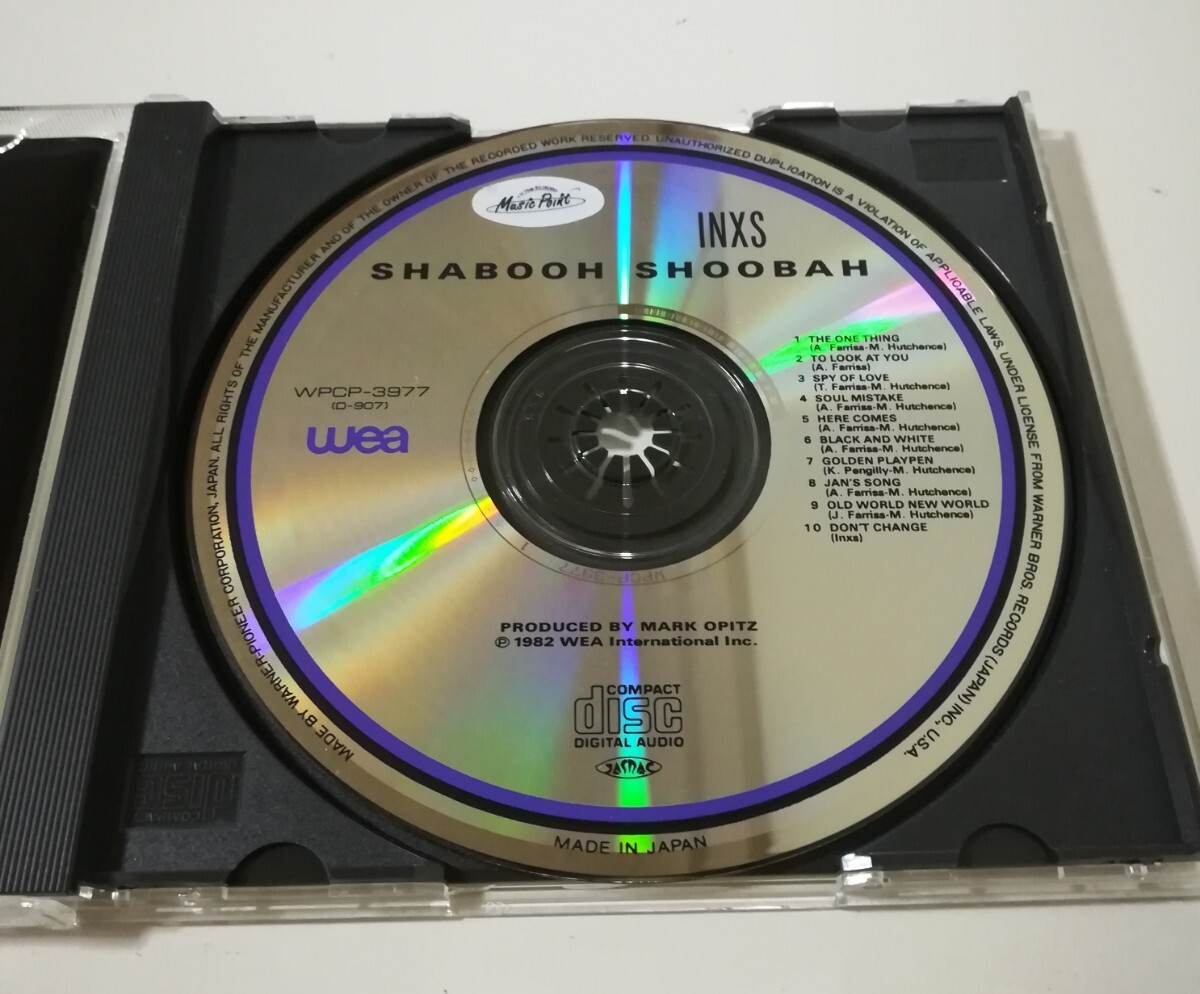 ALL RIGHTS OF THE MANUFACTURER AND OF THE OWNER OF THE RECORDED WORK RESERVED. UNAUTHORIZED DUPLICATION IS A VIOLATION OF APPLICABLE LAWS. UNDER LICENSE FROM WARNER BROS. RECORDS (JAPAN) INC., U.S.A.
Music Point
INXS
SHABOOH SHOOBAH
1 THE ONE THING
(A. Farriss-M. Hutchence)
2 TO LOOK AT YOU
(A. Farriss)
3 SPY OF LOVE
(T. Farriss-M. Hutchence)
4 SOUL MISTAKE
(A. Farriss-M. Hutchence)
5 HERE COMES
(A. Farriss-M. Hutchence)
6 BLACK AND WHITE
(A. Farriss-M. Hutchence)
7 GOLDEN PLAYPEN
(K. Pengilly-M. Hutchence)
8 JAN'S SONG
(A. Farriss-M. Hutchence)
9 OLD WORLD NEW WORLD
(J. Farriss-M. Hutchence)
10 DON'T CHANGE
(Inxs)
WPCP-3977
(D-907)
wea
WPCP-3977 1
PRODUCED BY MARK OPITZ
℗ 1982 WEA International Inc.
COMPACT
disc
DIGITAL AUDIO
JASRAC
MADE BY WARNER-PIONEER CORPORATION, JAPAN.
MADE IN JAPAN
COMPACT
disc